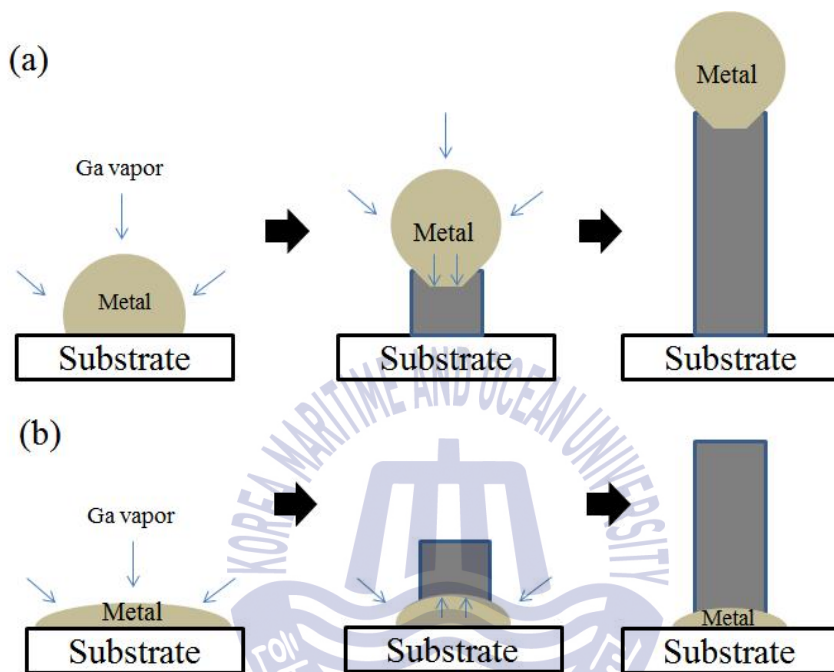 (a)
Metal
Ga vapor
Metal
Metal
Substrate
Substrate
Substrate
KOREA MARITIME AND OCEAN UNIVERSITY
(b)
Ga vapor
Metal
Metal
Substrate
Substrate
Substrate